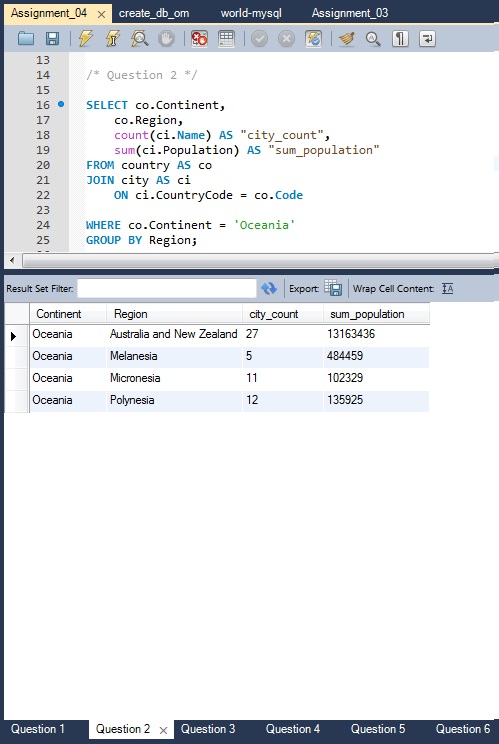 Assignment_04 × create_db_om world-mysql Assignment_03
13
14 /* Question 2 */
15
16 SELECT co.Continent,
17 co.Region,
18 count(ci.Name) AS "city_count",
19 sum(ci.Population) AS "sum_population"
20 FROM country AS co
21 JOIN city AS ci
22 ON ci.CountryCode = co.Code
23
24 WHERE co.Continent = 'Oceania'
25 GROUP BY Region;
Result Set Filter: Export: Wrap Cell Content:
Continent Region city_count sum_population
Oceania Australia and New Zealand 27 13163436
Oceania Melanesia 5 484459
Oceania Micronesia 11 102329
Oceania Polynesia 12 135925
Question 1 Question 2 × Question 3 Question 4 Question 5 Question 6